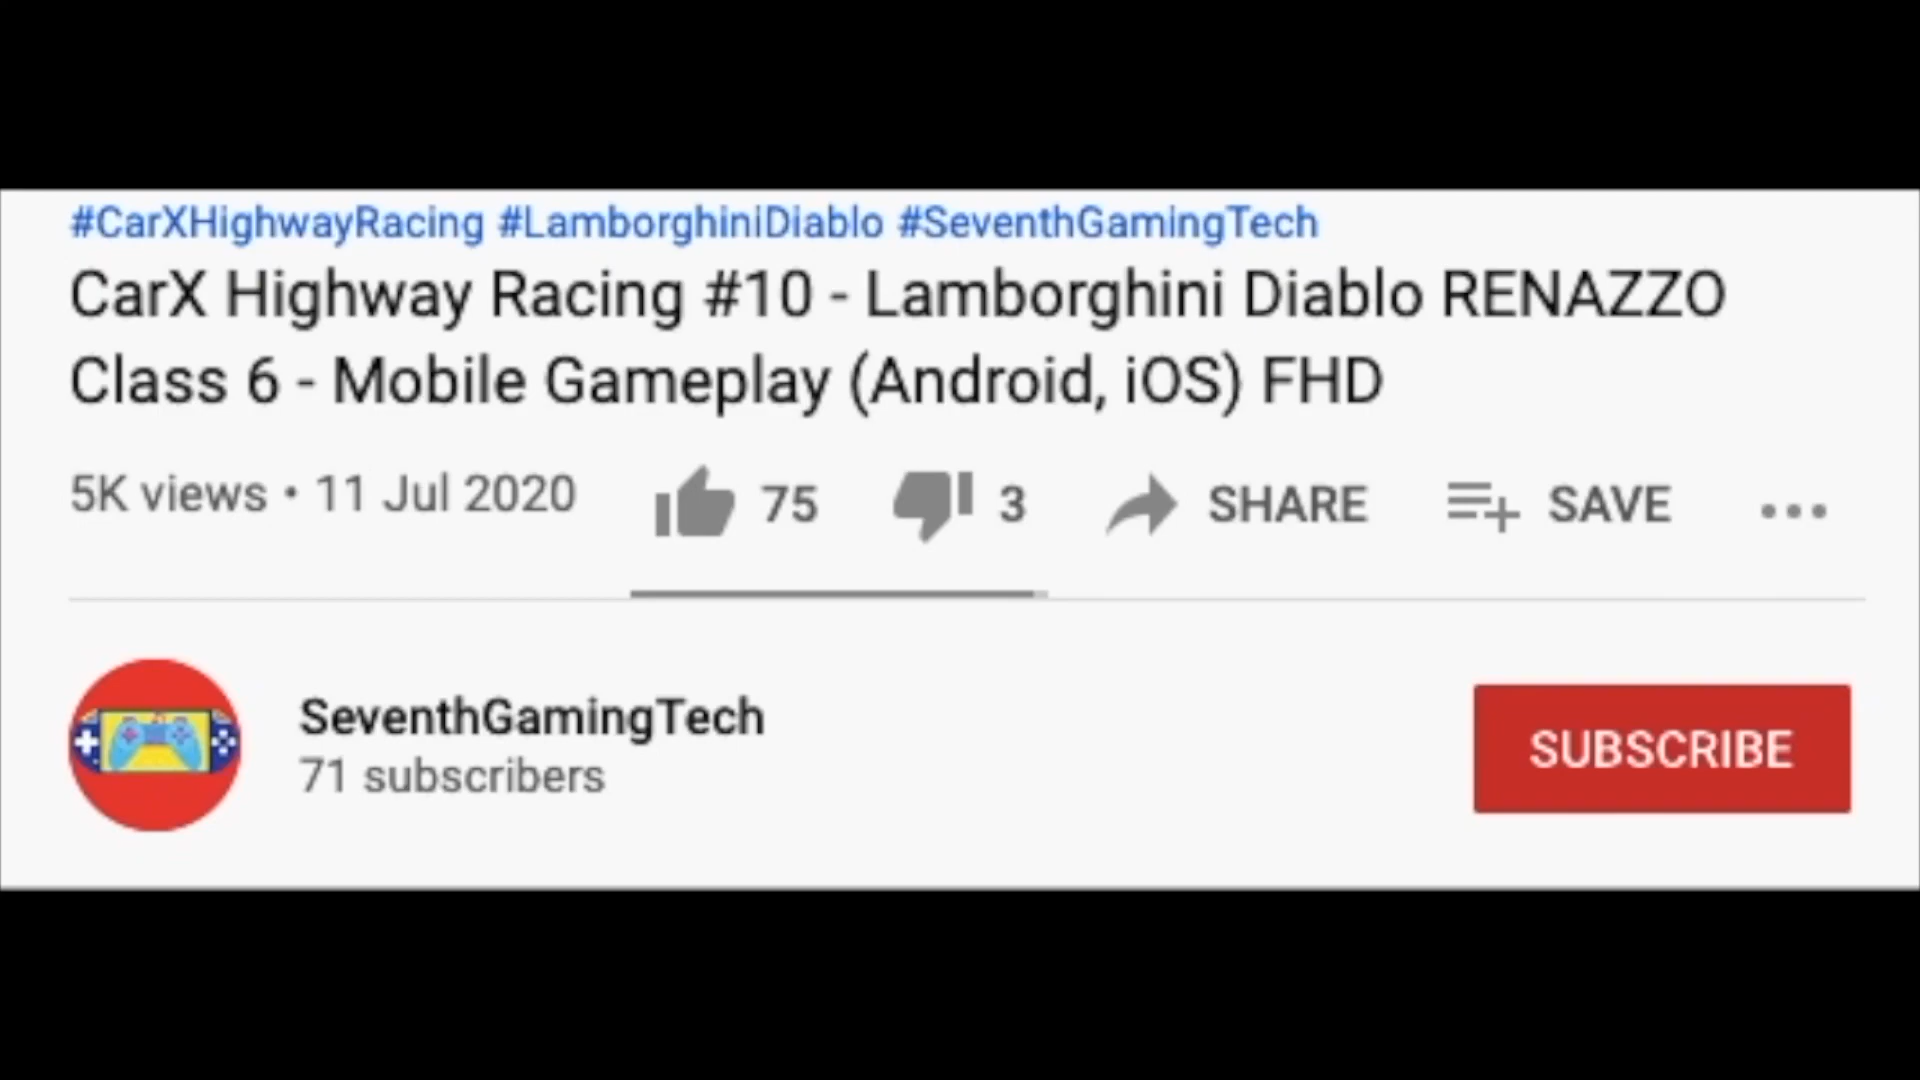 #CarXHighwayRacing #LamborghiniDiablo #SeventhGamingTech
CarX Highway Racing #10 - Lamborghini Diablo RENAZZO
Class 6 - Mobile Gameplay (Android, iOS) FHD
5K views • 11 Jul 2020 75 3 SHARE SAVE
SeventhGamingTech
71 subscribers
SUBSCRIBE